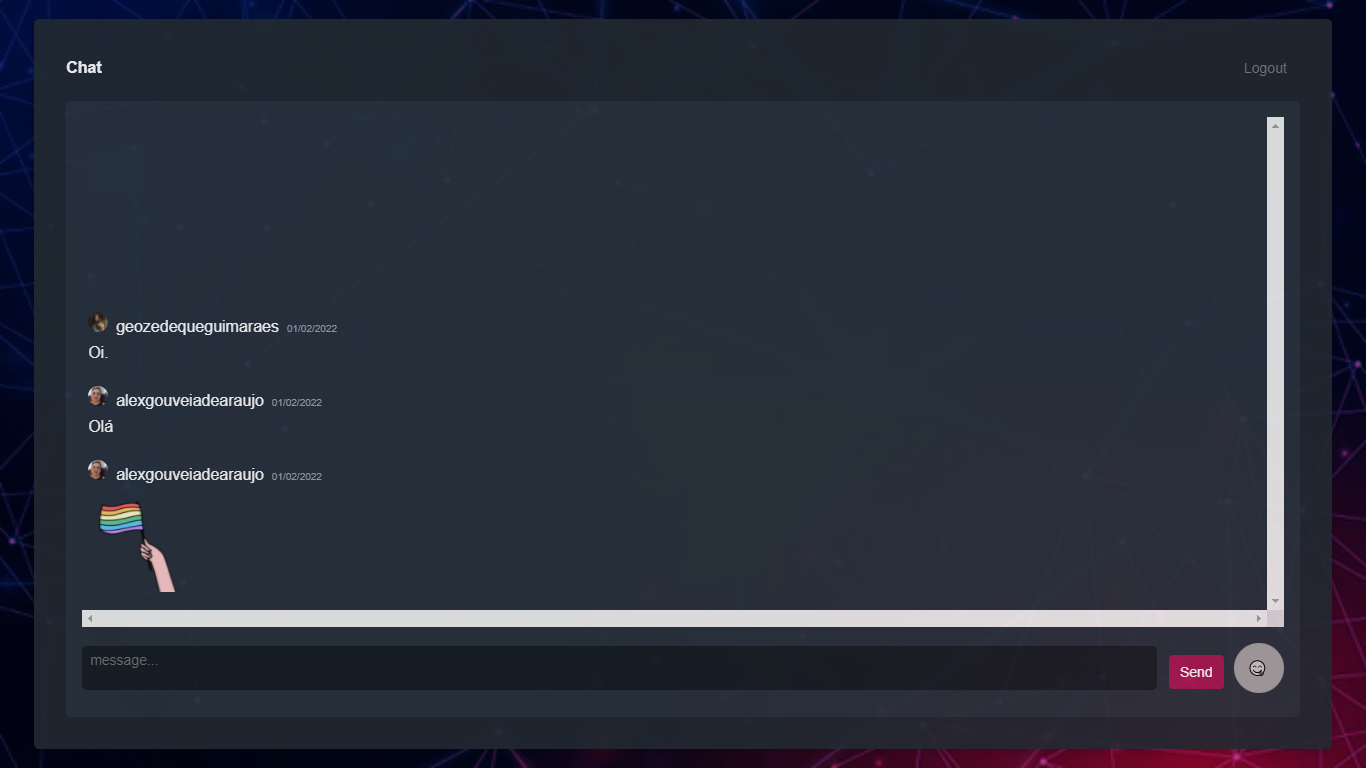 Chat
Logout
geozedequeguimaraes 01/02/2022
Oi.
alexgouveiadearaujo 01/02/2022
Olá
alexgouveiadearaujo 01/02/2022
message...
Send